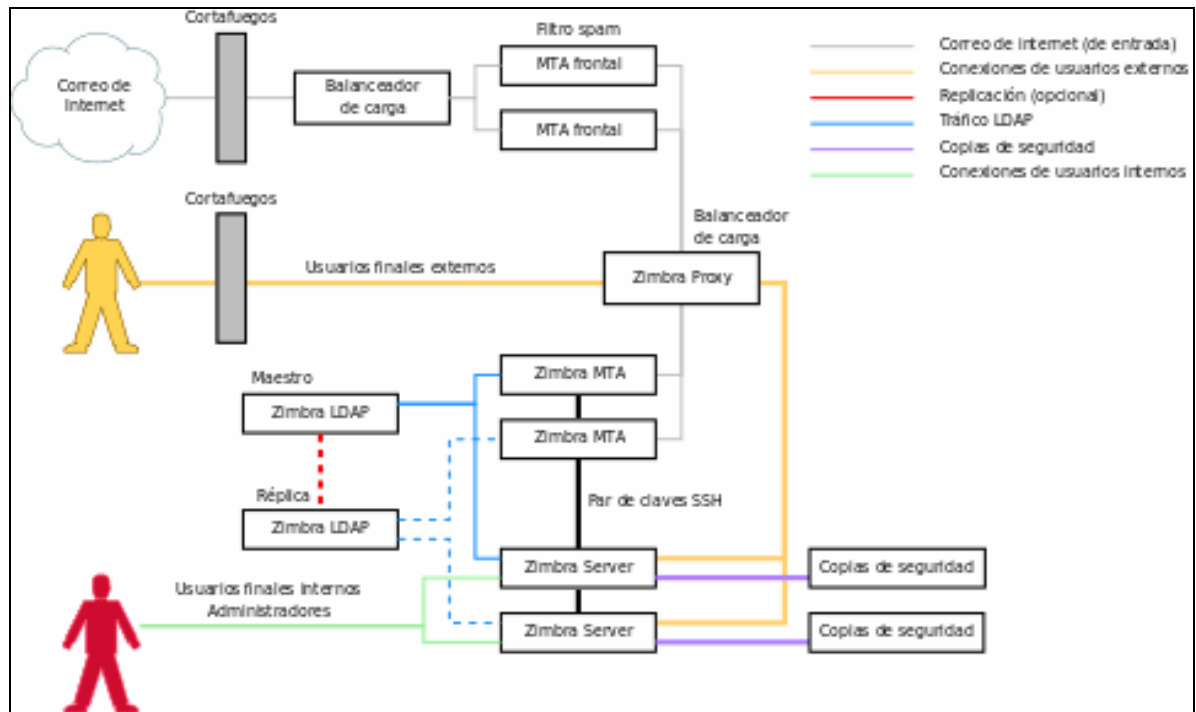 Cortafuegos
Correo de
Internet
Balanceador
de carga
Filtro spam
MTA frontal
MTA frontal
Correo de Internet (de entrada)
Conexiones de usuarios externos
Replicación (opcional)
Tráfico LDAP
Copias de seguridad
Conexiones de usuarios internos
Cortafuegos
Usuarios finales externos
Balanceador
de carga
Zimbra Proxy
Maestro
Zimbra LDAP
Zimbra MTA
Zimbra MTA
Réplica
Zimbra LDAP
Par de claves SSH
Usuarios finales internos
Administradores
Zimbra Server
Zimbra Server
Copias de seguridad
Copias de seguridad